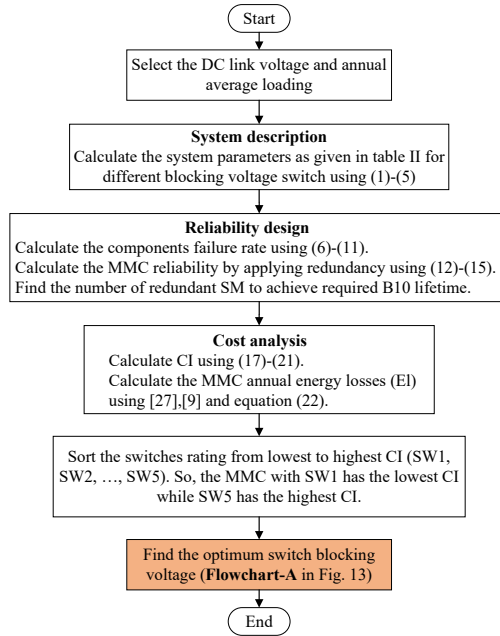 Start
Select the DC link voltage and annual
average loading
System description
Calculate the system parameters as given in table II for
different blocking voltage switch using (1)-(5)
Reliability design
Calculate the components failure rate using (6)-(11).
Calculate the MMC reliability by applying redundancy using (12)-(15).
Find the number of redundant SM to achieve required B10 lifetime.
Cost analysis
Calculate CI using (17)-(21).
Calculate the MMC annual energy losses (El)
using [27],[9] and equation (22).
Sort the switches rating from lowest to highest CI (SW1,
SW2, …, SW5). So, the MMC with SW1 has the lowest CI
while SW5 has the highest CI.
Find the optimum switch blocking
voltage (Flowchart-A in Fig. 13)
End